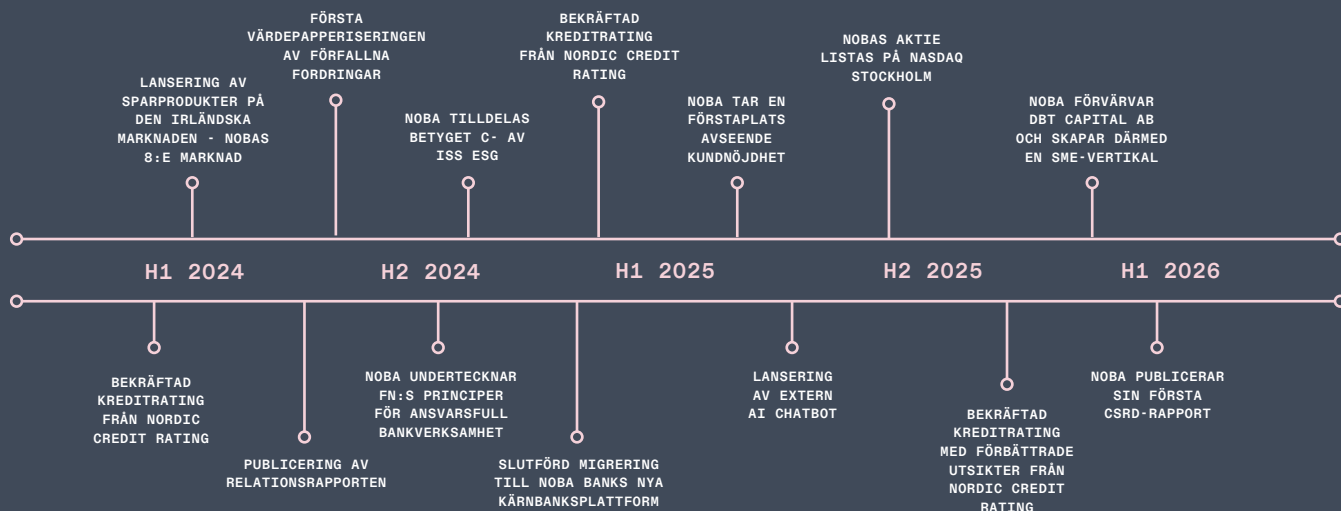 LANSERING AV
SPARPRODUKTER PÅ
DEN IRLÄNDSKA
MARKNADEN - NOBAS
8:E MARKNAD
FÖRSTA
VÄRDEPAPPERISERINGEN
AV FÖRFALLNA
FORDRINGAR
NOBA TILLDELAS
BETYGET C- AV
ISS ESG
BEKRÄFTAD
KREDITRATING
FRÅN NORDIC CREDIT
RATING
NOBA TAR EN
FÖRSTAPLATS
AVSEENDE
KUNDNÖJDHET
NOBAS AKTIE
LISTAS PÅ NASDAQ
STOCKHOLM
NOBA FÖRVÄRVAR
DBT CAPITAL AB
OCH SKAPAR DÄRMED
EN SME-VERTIKAL
H1 2024
H2 2024
H1 2025
H2 2025
H1 2026
BEKRÄFTAD
KREDITRATING
FRÅN NORDIC
CREDIT RATING
PUBLICERING AV
RELATIONSRAPPORTEN
NOBA UNDERTECKNAR
FN:S PRINCIPER
FÖR ANSVARSFULL
BANKVERKSAMHET
SLUTFÖRD MIGRERING
TILL NOBA BANKS NYA
KÄRNBANKSPLATTFORM
LANSERING
AV EXTERN
AI CHATBOT
BEKRÄFTAD
KREDITRATING
MED FÖRBÄTTRADE
UTSIKTER FRÅN
NORDIC CREDIT
RATING
NOBA PUBLICERAR
SIN FÖRSTA
CSRD-RAPPORT